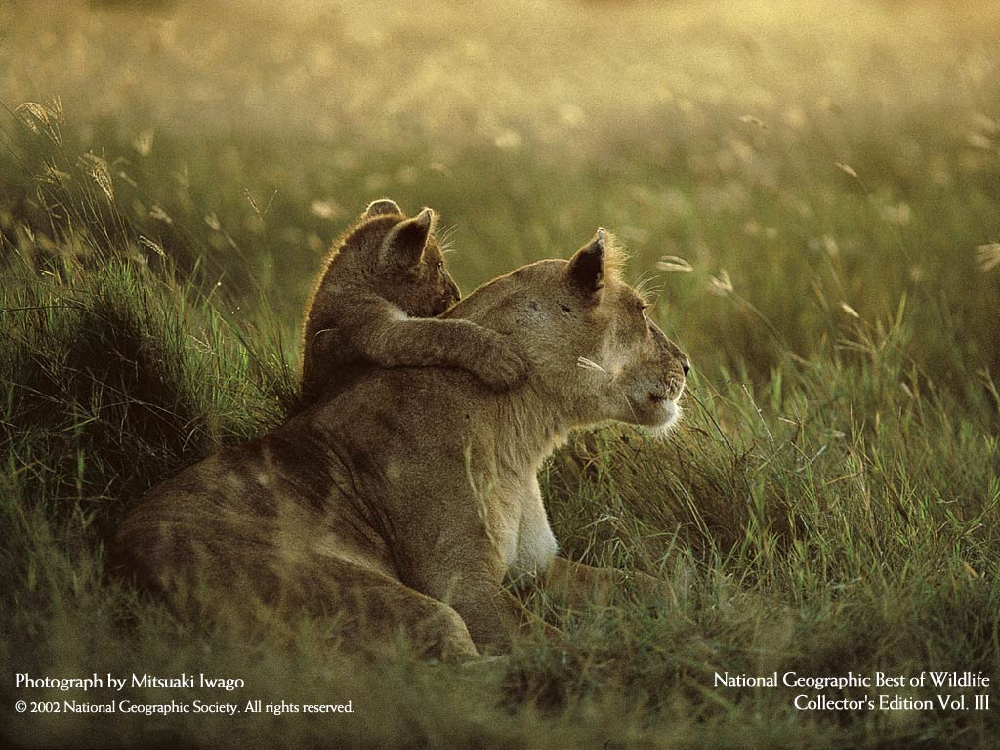 Photograph by Mitsuaki Iwago
© 2002 National Geographic Society. All rights reserved.
National Geographic Best of Wildlife
Collector's Edition Vol. III